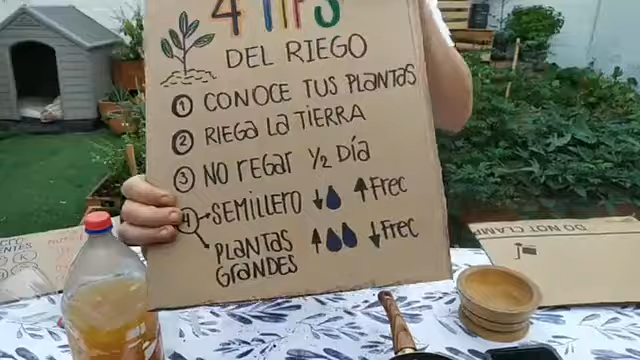 4 TIPS
DEL RIEGO
1 CONOCE TUS PLANTAS
2 RIEGA LA TIERRA
3 NO REGAR 1/2 DÍA
4 SEMILLERO ↓ ↑ Frec
PLANTAS ↑ ↓ Frec
GRANDES
DO NOT CLAMP